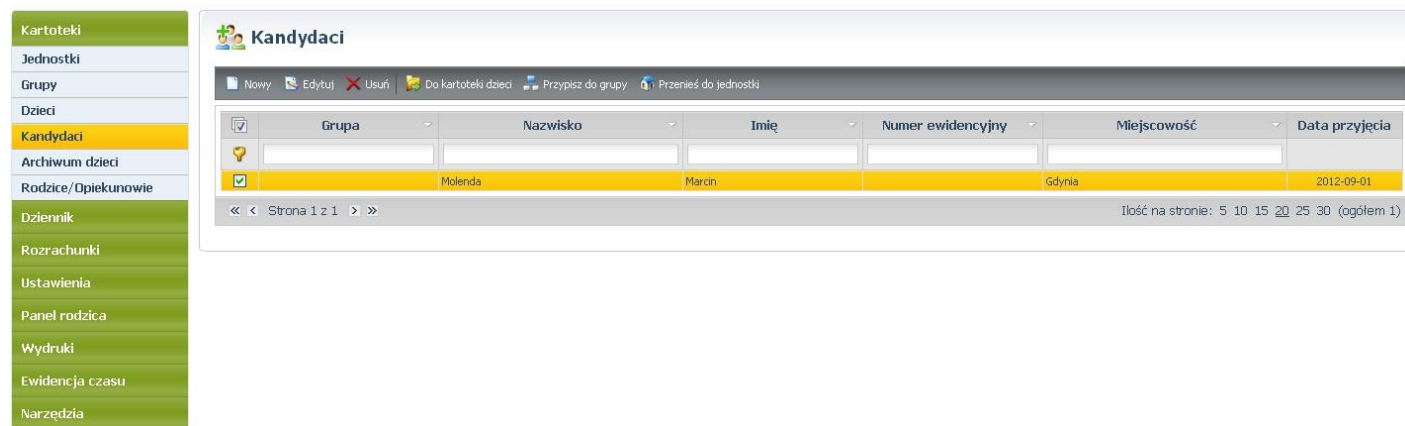 Kartoteki
Jednostki
Grupy
Dzieci
Kandydaci
Archiwum dzieci
Rodzice/Opiekunowie
Dziennik
Rozrachunki
Ustawienia
Panel rodzica
Wydruki
Ewidencja czasu
Narzędzia
Kandydaci
Nowy Edytuj Usuń Do kartoteki dzieci Przypisz do grupy Przenieś do jednostki
Grupa Nazwisko Imię Numer ewidencyjny Miejscowość Data przyjęcia
Molenda Marcin Gdynia 2012-09-01
« < Strona 1 z 1 > » Ilość na stronie: 5 10 15 20 25 30 (ogółem 1)